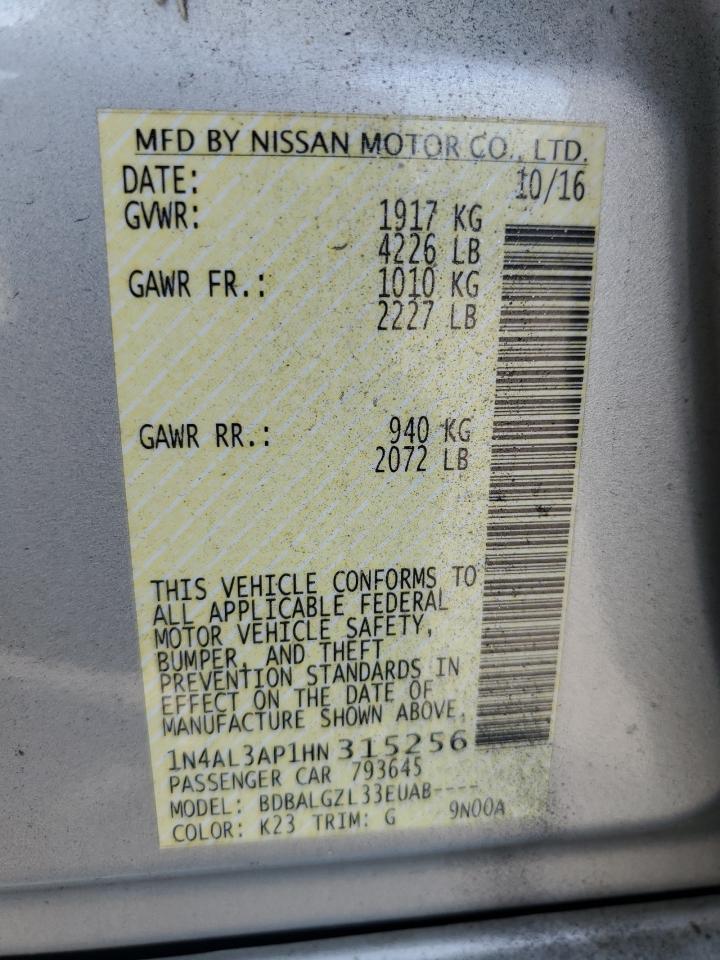 MFD BY NISSAN MOTOR CO., LTD.
DATE: 10/16
GVWR: 1917 KG
4226 LB
GAWR FR.: 1010 KG
2227 LB
GAWR RR.: 940 KG
2072 LB
THIS VEHICLE CONFORMS TO
ALL APPLICABLE FEDERAL
MOTOR VEHICLE SAFETY,
BUMPER, AND THEFT
PREVENTION STANDARDS IN
EFFECT ON THE DATE OF
MANUFACTURE SHOWN ABOVE.
1N4AL3AP1HN315256
PASSENGER CAR 793645
MODEL: BDBALGZL33EUAB----
COLOR: K23 TRIM: G 9N00A